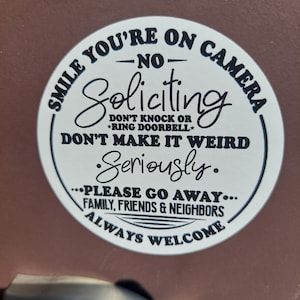 SMILE YOU'RE ON CAMERA
NO
Soliciting
DON'T KNOCK OR
•RING DOORBELL•
DON'T MAKE IT WEIRD
•Seriously•
•••PLEASE GO AWAY•••
FAMILY, FRIENDS & NEIGHBORS
ALWAYS WELCOME